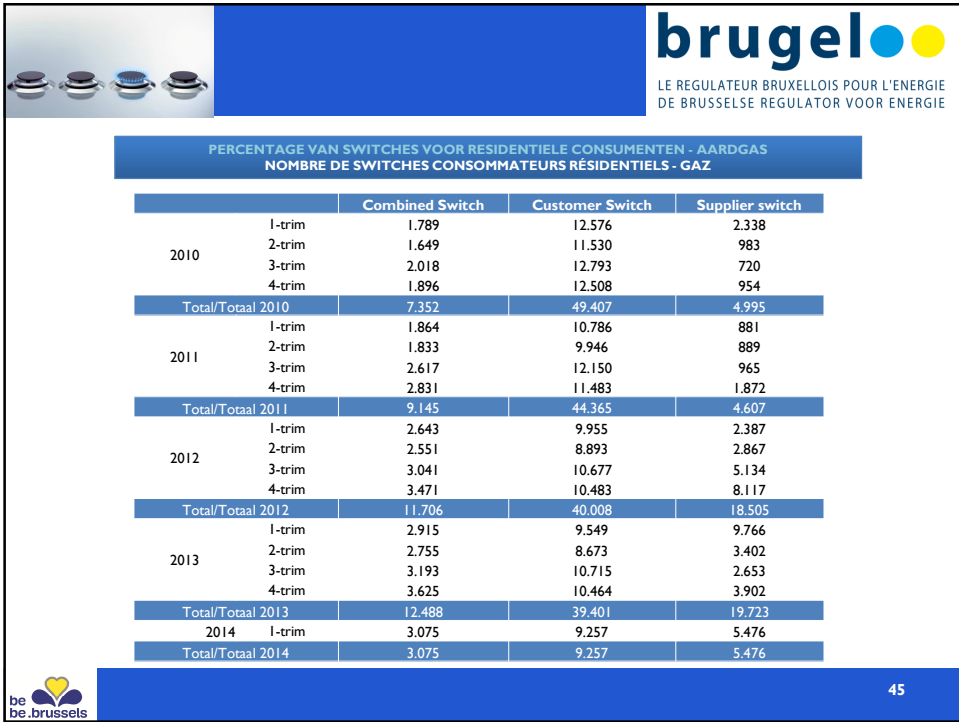 brugel
LE REGULATEUR BRUXELLOIS POUR L'ENERGIE
DE BRUSSELSE REGULATOR VOOR ENERGIE
PERCENTAGE VAN SWITCHES VOOR RESIDENTIELE CONSUMENTEN - AARDGAS
NOMBRE DE SWITCHES CONSOMMATEURS RÉSIDENTIELS - GAZ
Combined Switch Customer Switch Supplier switch
2010
1-trim 1.789 12.576 2.338
2-trim 1.649 11.530 983
3-trim 2.018 12.793 720
4-trim 1.896 12.508 954
Total/Totaal 2010 7.352 49.407 4.995
2011
1-trim 1.864 10.786 881
2-trim 1.833 9.946 889
3-trim 2.617 12.150 965
4-trim 2.831 11.483 1.872
Total/Totaal 2011 9.145 44.365 4.607
2012
1-trim 2.643 9.955 2.387
2-trim 2.551 8.893 2.867
3-trim 3.041 10.677 5.134
4-trim 3.471 10.483 8.117
Total/Totaal 2012 11.706 40.008 18.505
2013
1-trim 2.915 9.549 9.766
2-trim 2.755 8.673 3.402
3-trim 3.193 10.715 2.653
4-trim 3.625 10.464 3.902
Total/Totaal 2013 12.488 39.401 19.723
2014 1-trim 3.075 9.257 5.476
Total/Totaal 2014 3.075 9.257 5.476
be
be.brussels
45